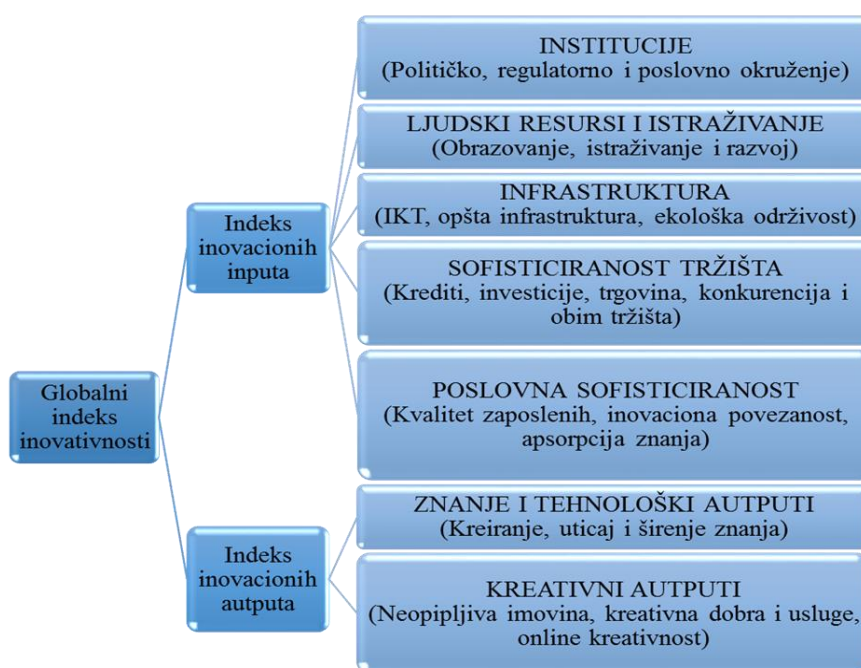 Globalni
indeks
inovativnosti
Indeks
inovacionih
inputa
INSTITUCIJE
(Političko, regulatorno i poslovno okruženje)
LJUDSKI RESURSI I ISTRAŽIVANJE
(Obrazovanje, istraživanje i razvoj)
INFRASTRUKTURA
(IKT, opšta infrastruktura, ekološka održivost)
SOFISTICIRANOST TRŽIŠTA
(Krediti, investicije, trgovina, konkurencija i
obim tržišta)
POSLOVNA SOFISTICIRANOST
(Kvalitet zaposlenih, inovaciona povezanost,
apsorpcija znanja)
Indeks
inovacionih
autputa
ZNANJE I TEHNOLOŠKI AUTPUTI
(Kreiranje, uticaj i širenje znanja)
KREATIVNI AUTPUTI
(Neopipljiva imovina, kreativna dobra i usluge,
online kreativnost)